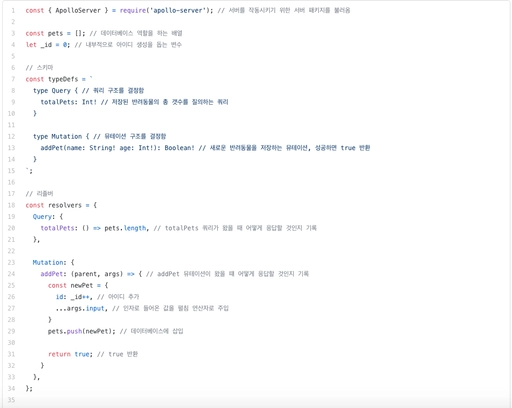 1 const { ApolloServer } = require('apollo-server'); // 서버를 작동시키기 위한 서버 패키지를 불러옴
2
3 const pets = []; // 데이터베이스 역할을 하는 배열
4 let _id = 0; // 내부적으로 아이디 생성을 돕는 변수
5
6 // 스키마
7 const typeDefs = `
8 type Query { // 쿼리 구조를 결정함
9 totalPets: Int! // 저장된 반려동물의 총 갯수를 질의하는 쿼리
10 }
11
12 type Mutation { // 뮤테이션 구조를 결정함
13 addPet(name: String! age: Int!): Boolean! // 새로운 반려동물을 저장하는 뮤테이션, 성공하면 true 반환
14 }
15 `;
16
17 // 리졸버
18 const resolvers = {
19 Query: {
20 totalPets: () => pets.length, // totalPets 쿼리가 왔을 때 어떻게 응답할 것인지 기록
21 },
22
23 Mutation: {
24 addPet: (parent, args) => { // addPet 뮤테이션이 왔을 때 어떻게 응답할 것인지 기록
25 const newPet = {
26 id: _id++, // 아이디 추가
27 ...args.input, // 인자로 들어온 값을 펼침 연산자로 주입
28 }
29 pets.push(newPet); // 데이터베이스에 삽입
30
31 return true; // true 반환
32 }
33 },
34 };
35